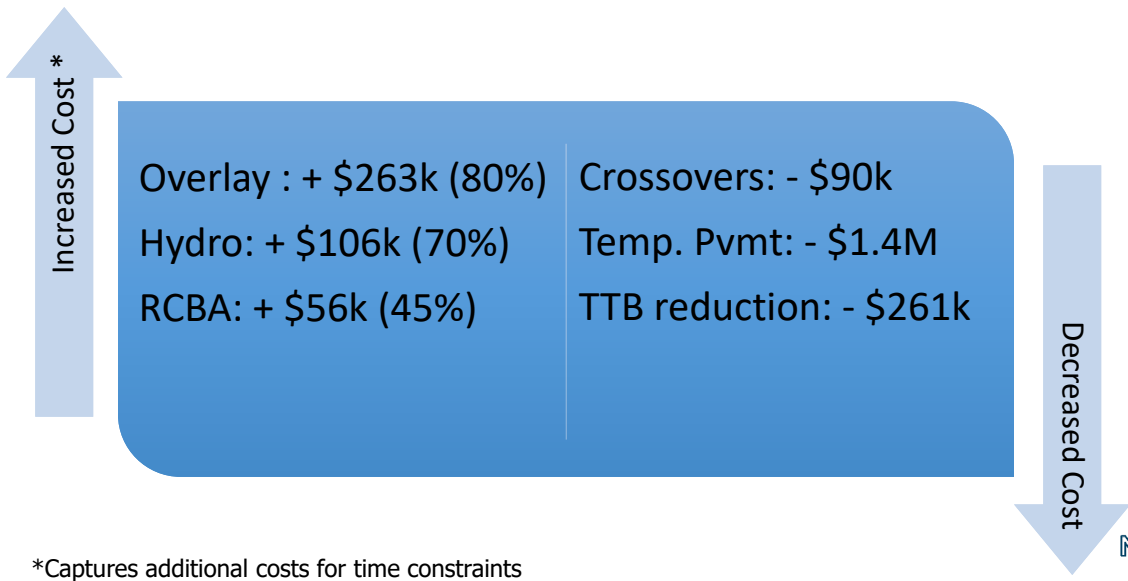 Increased Cost *
Overlay : + $263k (80%)
Hydro: + $106k (70%)
RCBA: + $56k (45%)
Crossovers: - $90k
Temp. Pvmt: - $1.4M
TTB reduction: - $261k
Decreased Cost
*Captures additional costs for time constraints